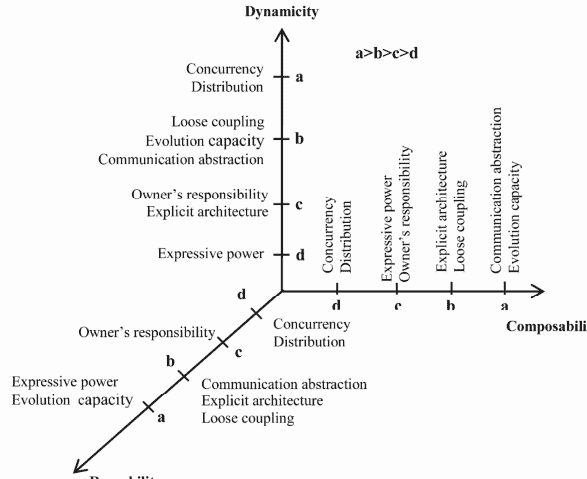 Dynamicity
a>b>c>d
Concurrency
Distribution
a
Loose coupling
Evolution capacity
Communication abstraction
b
Owner's responsibility
Explicit architecture
c
Expressive power
d
Concurrency
Distribution
Expressive power
Owner's responsibility
Explicit architecture
Loose coupling
Communication abstraction
Evolution capacity
d
c
b
a
Composabili
d
Concurrency
Distribution
Owner's responsibility
c
b
Communication abstraction
Explicit architecture
Loose coupling
Expressive power
Evolution capacity
a